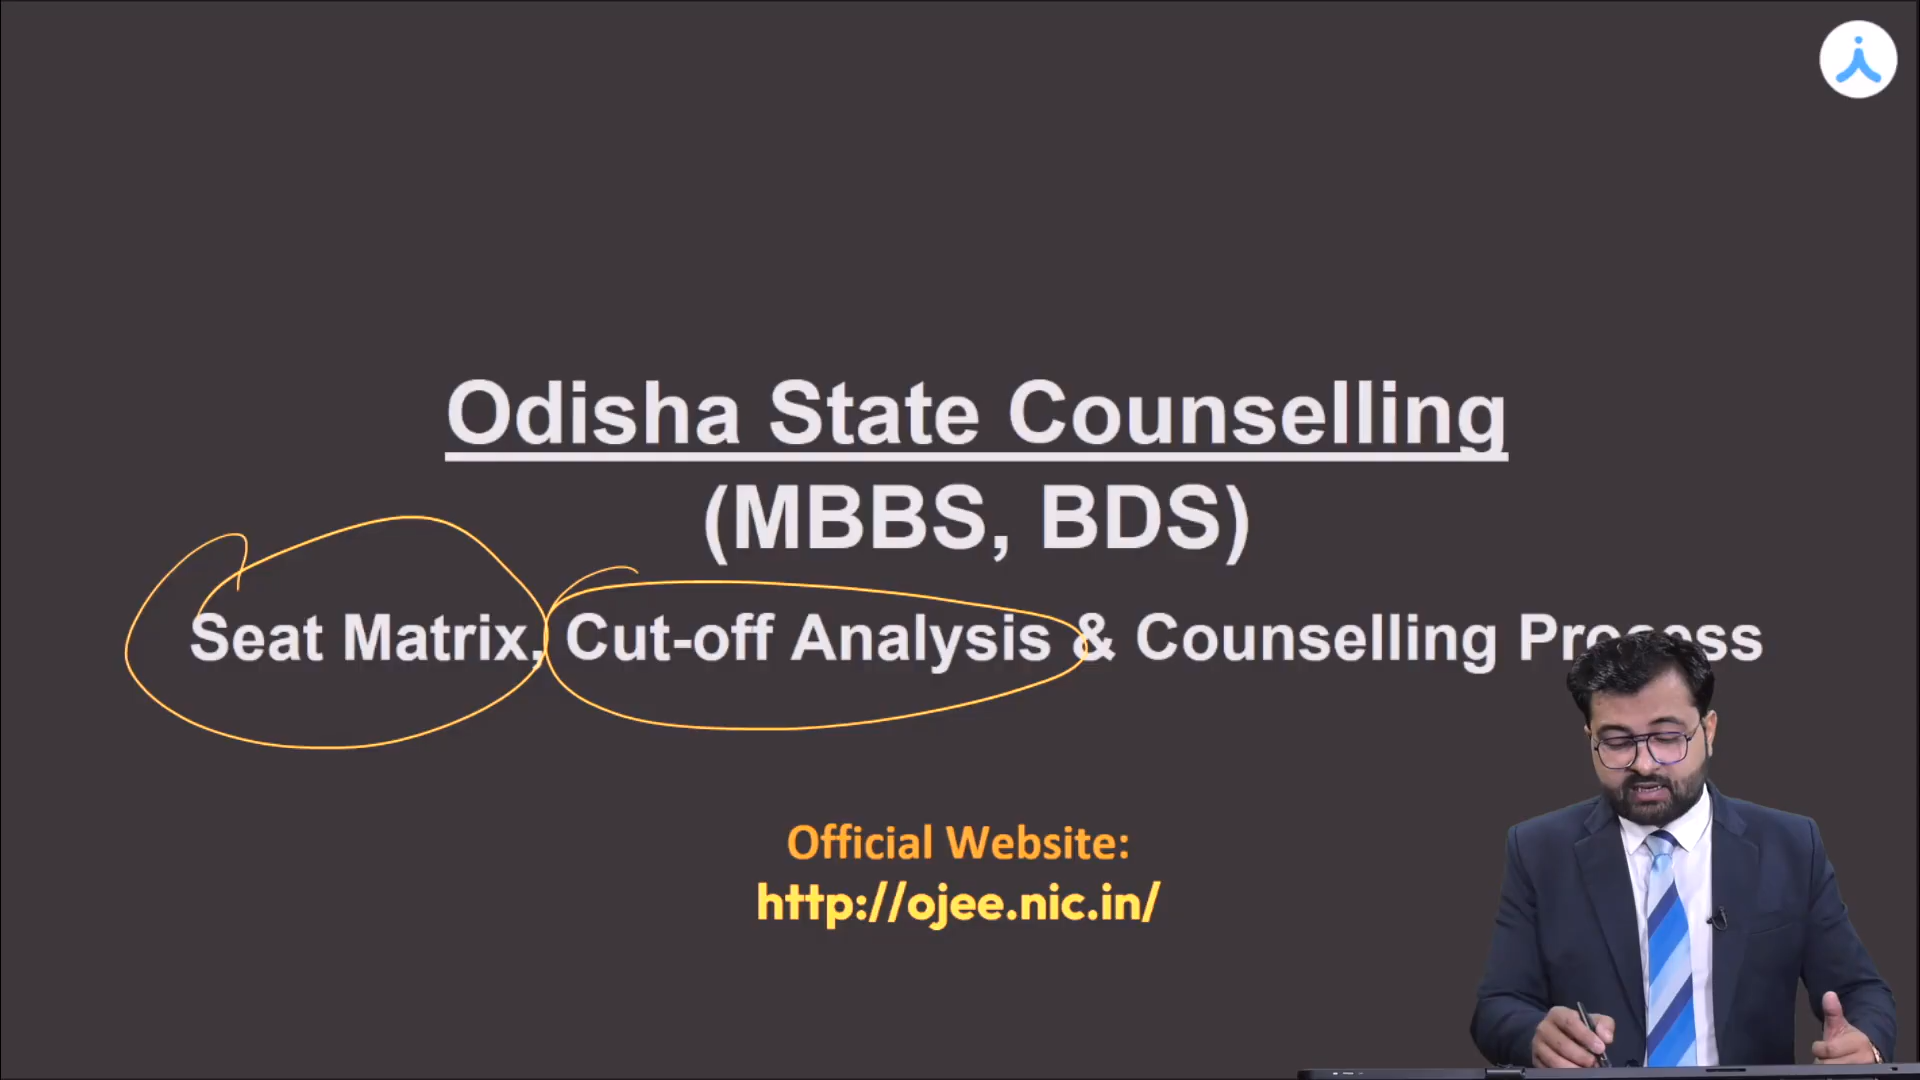 Odisha State Counselling
(MBBS, BDS)
Seat Matrix, Cut-off Analysis & Counselling Process
Official Website:
http://ojee.nic.in/